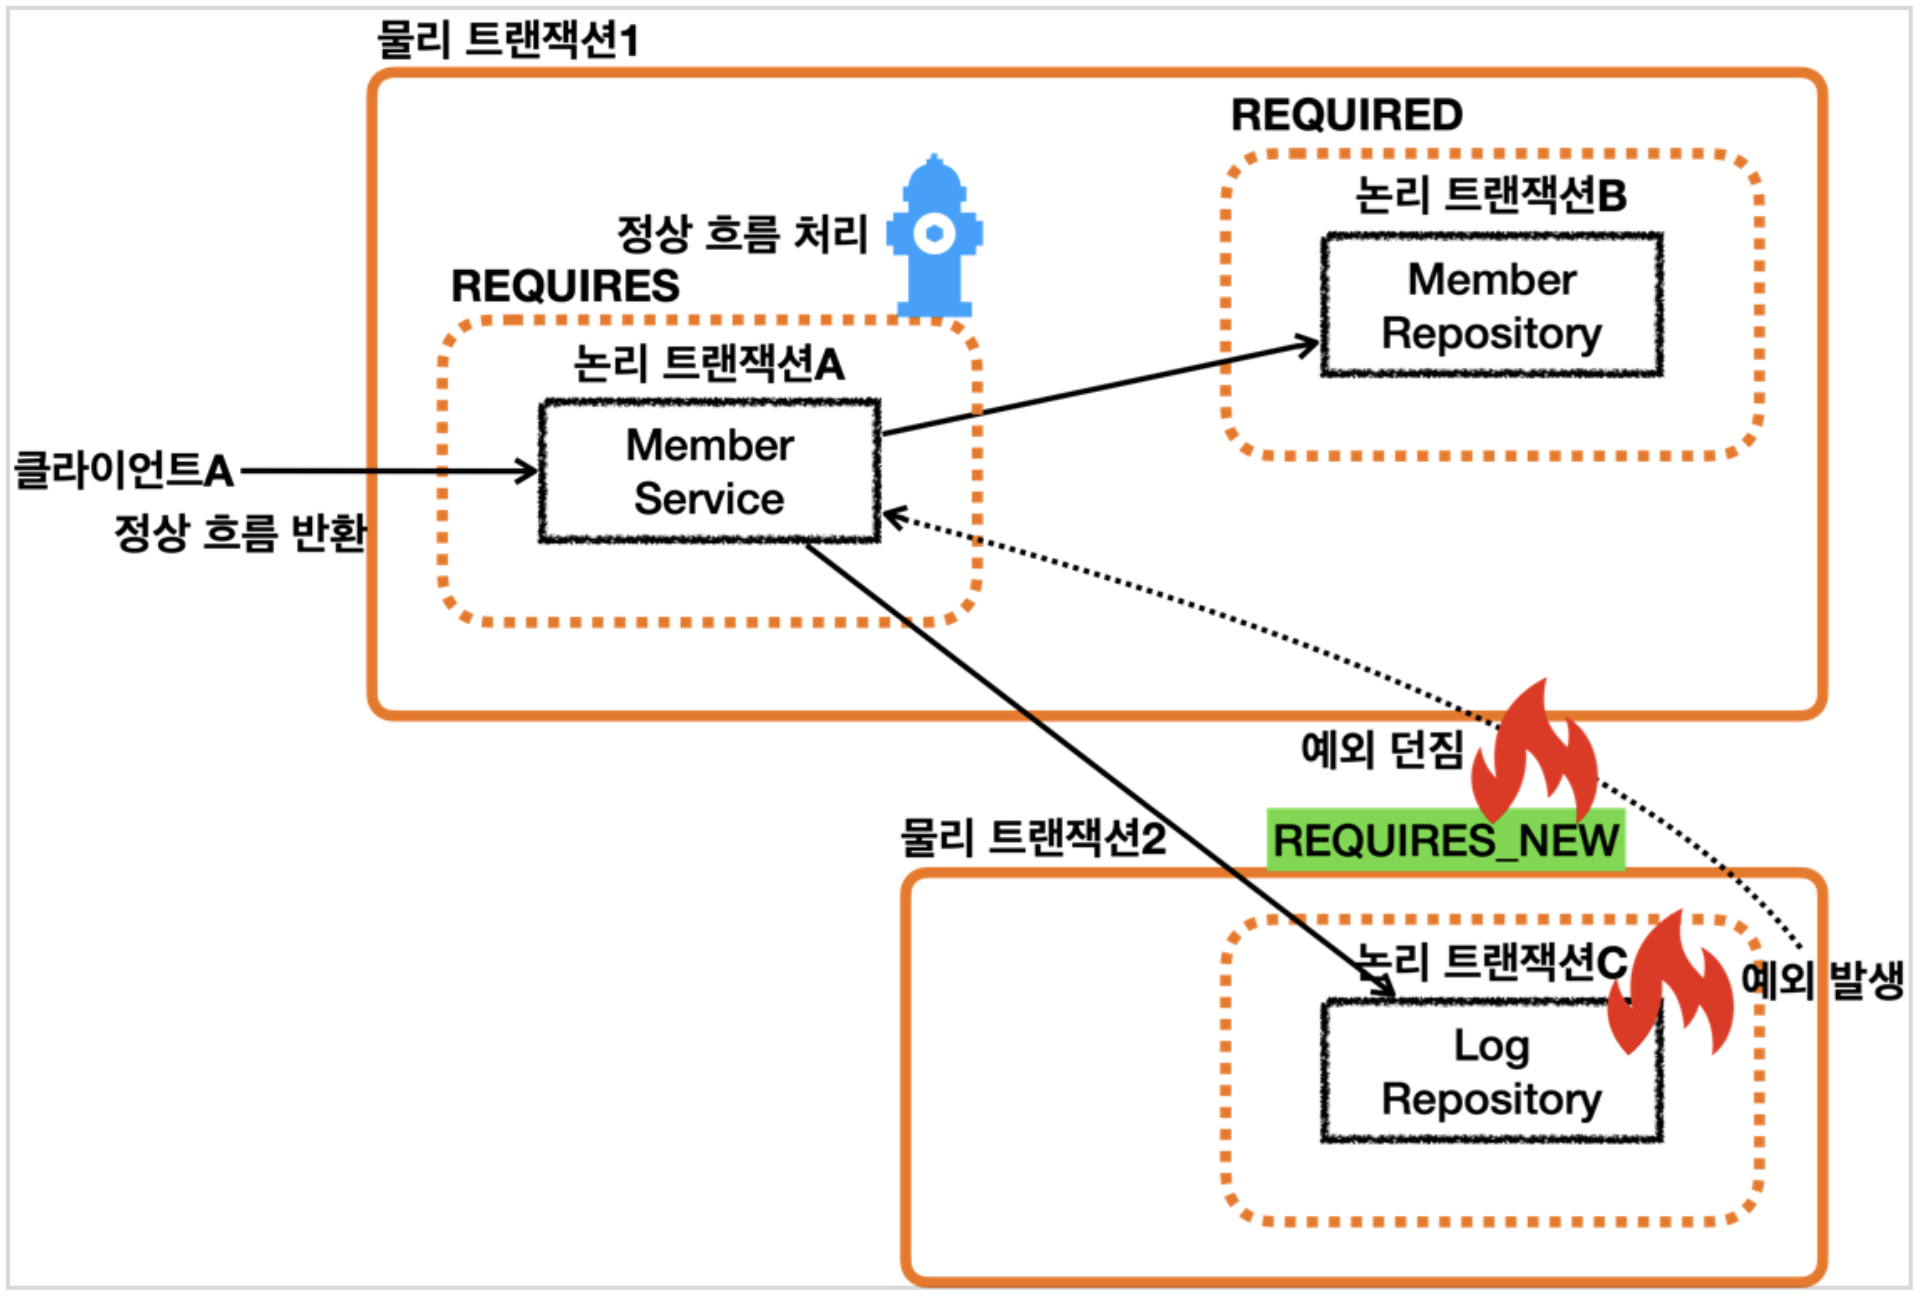 물리 트랜잭션1
REQUIRED
논리 트랜잭션B
Member
Repository
정상 흐름 처리
REQUIRES
논리 트랜잭션A
Member
Service
클라이언트A
정상 흐름 반환
예외 던짐
물리 트랜잭션2
REQUIRES_NEW
논리 트랜잭션C
예외 발생
Log
Repository